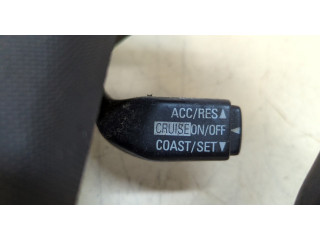 ACC/RES▲
CRUISE ON/OFF ◀
COAST/SET▼